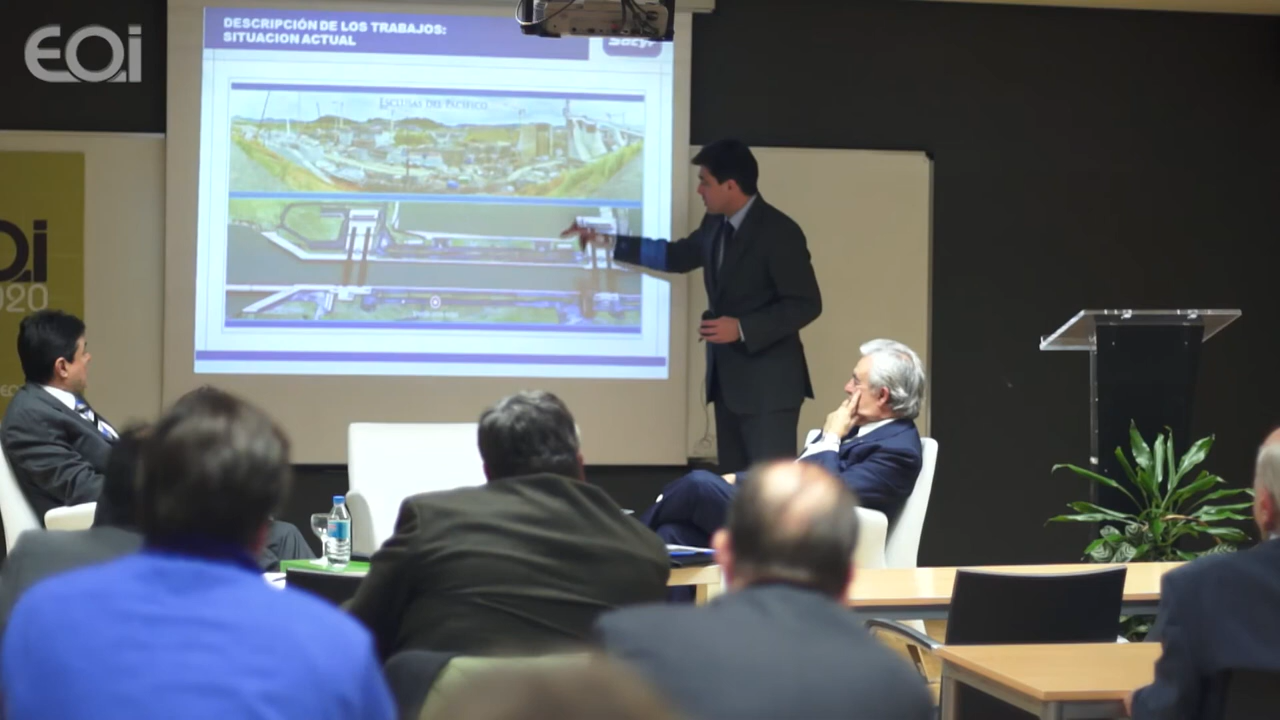 EOi
DESCRIPCIÓN DE LOS TRABAJOS:
SITUACION ACTUAL
Sacyr
ESCLUSAS DEL PACÍFICO
Oi
020